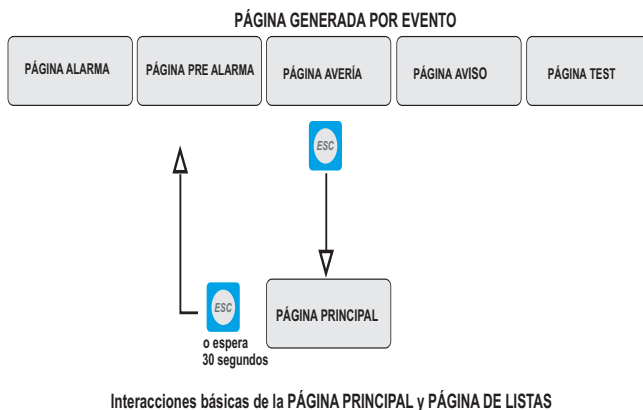 PÁGINA GENERADA POR EVENTO
PÁGINA ALARMA
PÁGINA PRE ALARMA
PÁGINA AVERÍA
PÁGINA AVISO
PÁGINA TEST
ESC
ESC
o espera
30 segundos
PÁGINA PRINCIPAL
Interacciones básicas de la PÁGINA PRINCIPAL y PÁGINA DE LISTAS